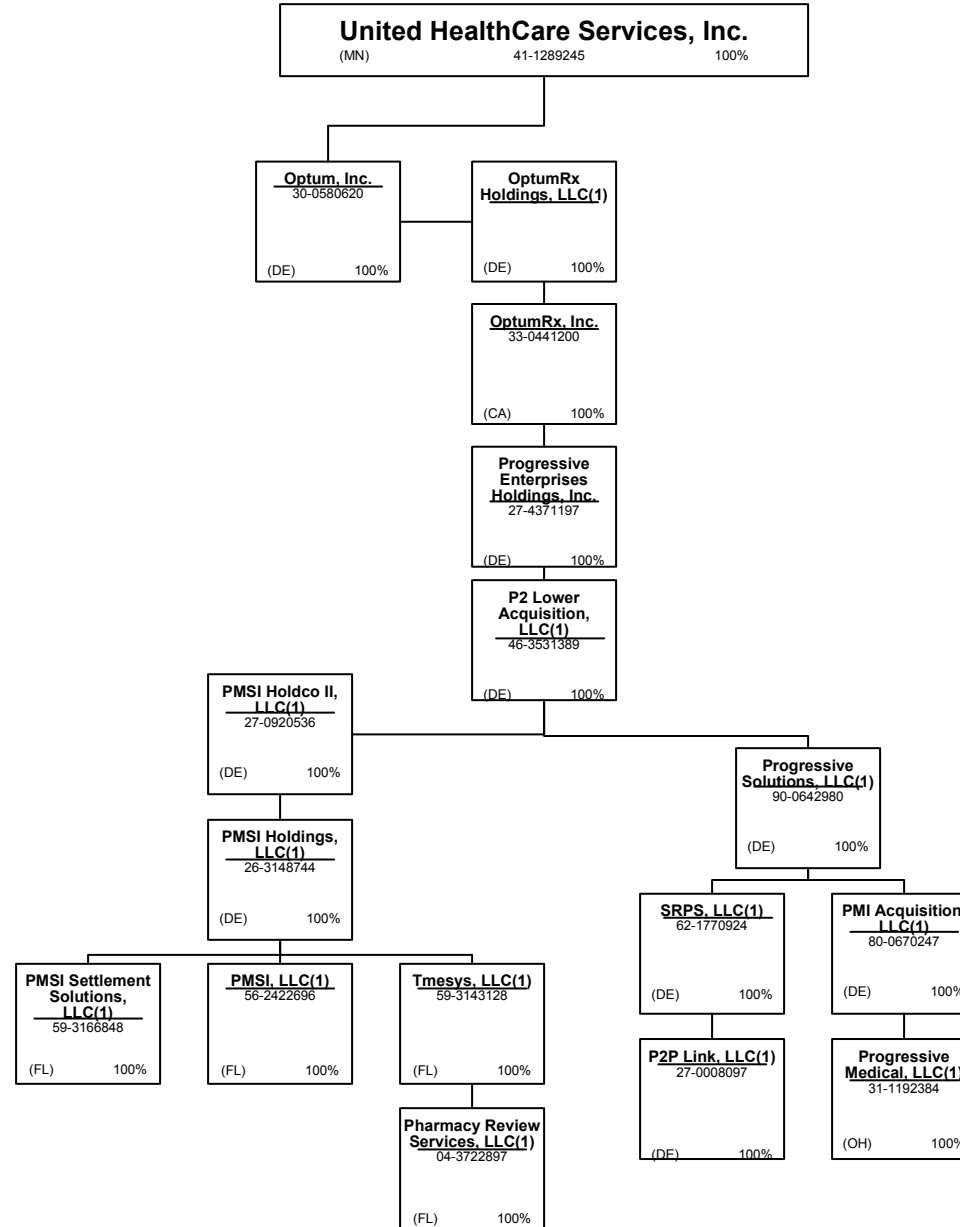 United HealthCare Services, Inc.
(MN) 41-1289245 100%
Optum, Inc.
30-0580620
(DE) 100%
OptumRx
Holdings, LLC(1)
(DE) 100%
OptumRx, Inc.
33-0441200
(CA) 100%
Progressive
Enterprises
Holdings, Inc.
27-4371197
(DE) 100%
P2 Lower
Acquisition,
LLC(1)
46-3531389
(DE) 100%
PMSI Holdco II,
LLC(1)
27-0920536
(DE) 100%
Progressive
Solutions, LLC(1)
90-0642980
(DE) 100%
PMSI Holdings,
LLC(1)
26-3148744
(DE) 100%
SRPS, LLC(1)
62-1770924
(DE) 100%
PMI Acquisition
LLC(1)
80-0670247
(DE) 100%
PMSI Settlement
Solutions,
LLC(1)
59-3166848
(FL) 100%
PMSI, LLC(1)
56-2422696
(FL) 100%
Tmesys, LLC(1)
59-3143128
(FL) 100%
P2P Link, LLC(1)
27-0008097
(DE) 100%
Progressive
Medical, LLC(1)
31-1192384
(OH) 100%
Pharmacy Review
Services, LLC(1)
04-3722897
(FL) 100%